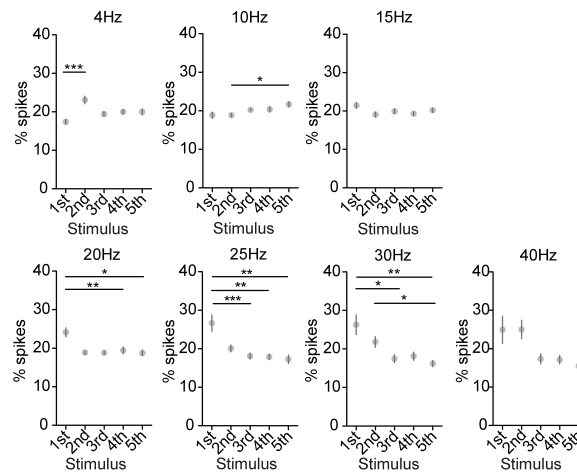 4Hz
10Hz
15Hz
% spikes
40
30
20
10
0
***
1st
2nd
3rd
4th
5th
Stimulus
% spikes
40
30
20
10
0
*
1st
2nd
3rd
4th
5th
Stimulus
% spikes
40
30
20
10
0
1st
2nd
3rd
4th
5th
Stimulus
20Hz
25Hz
30Hz
40Hz
% spikes
40
30
20
10
0
*
**
1st
2nd
3rd
4th
5th
Stimulus
% spikes
40
30
20
10
0
**
**
***
1st
2nd
3rd
4th
5th
Stimulus
% spikes
40
30
20
10
0
**
*
*
1st
2nd
3rd
4th
5th
Stimulus
% spikes
40
30
20
10
0
1st
2nd
3rd
4th
5th
Stimulus